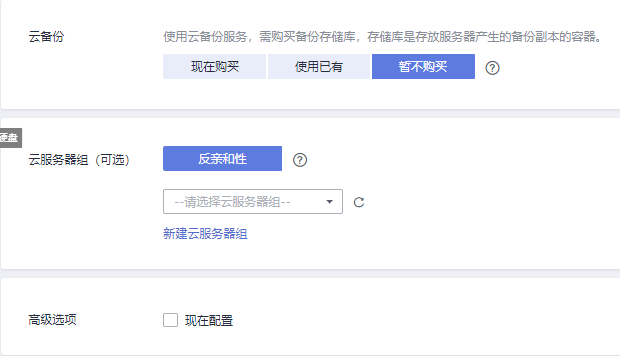 云备份
使用云备份服务，需购买备份存储库，存储库是存放服务器产生的备份副本的容器。
现在购买 使用已有 暂不购买 ?
硬盘
云服务器组（可选） 反亲和性 ?
--请选择云服务器组--
新建云服务器组
高级选项 现在配置